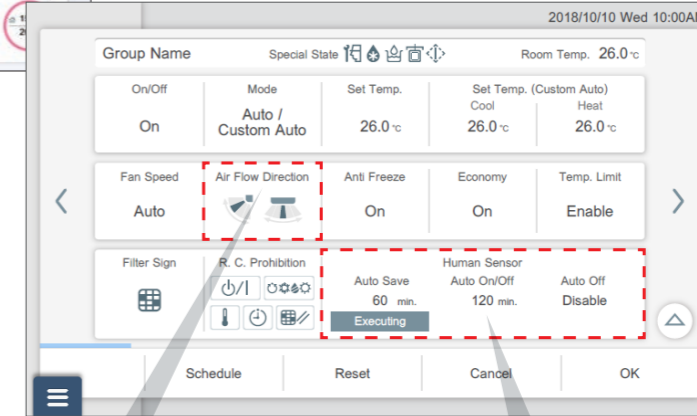 2018/10/10 Wed 10:00A
Group Name Special State Room Temp. 26.0 °C
On/Off Mode Set Temp. Set Temp. (Custom Auto)
Cool Heat
On Auto / Custom Auto 26.0 °C 26.0 °C 26.0 °C
Fan Speed Air Flow Direction Anti Freeze Economy Temp. Limit
Auto On On Enable
Filter Sign R. C. Prohibition Human Sensor
Auto Save Auto On/Off Auto Off
60 min. 120 min. Disable
Executing
Schedule Reset Cancel OK